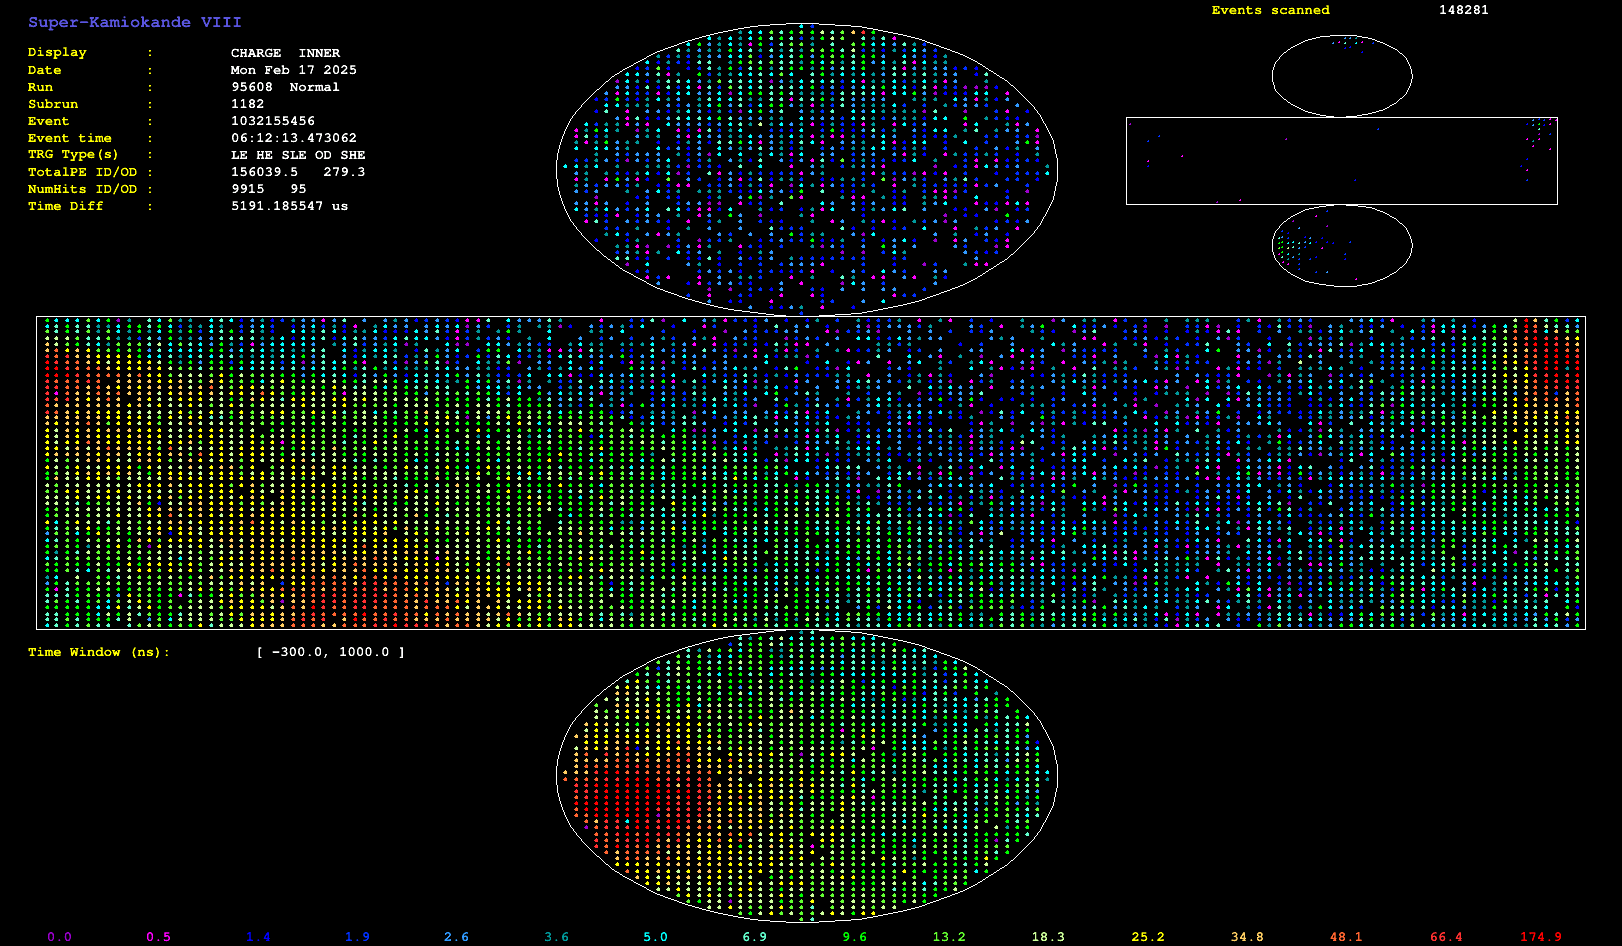 Super-Kamiokande VIII
Events scanned 148281
Display : CHARGE INNER
Date : Mon Feb 17 2025
Run : 95608 Normal
Subrun : 1182
Event : 1032155456
Event time : 06:12:13.473062
TRG Type(s) : LE HE SLE OD SHE
TotalPE ID/OD : 156039.5 279.3
NumHits ID/OD : 9915 95
Time Diff : 5191.185547 us
Time Window (ns): [ -300.0, 1000.0 ]
0.0 0.5 1.4 1.9 2.6 3.6 5.0 6.9 9.6 13.2 18.3 25.2 34.8 48.1 66.4 174.9